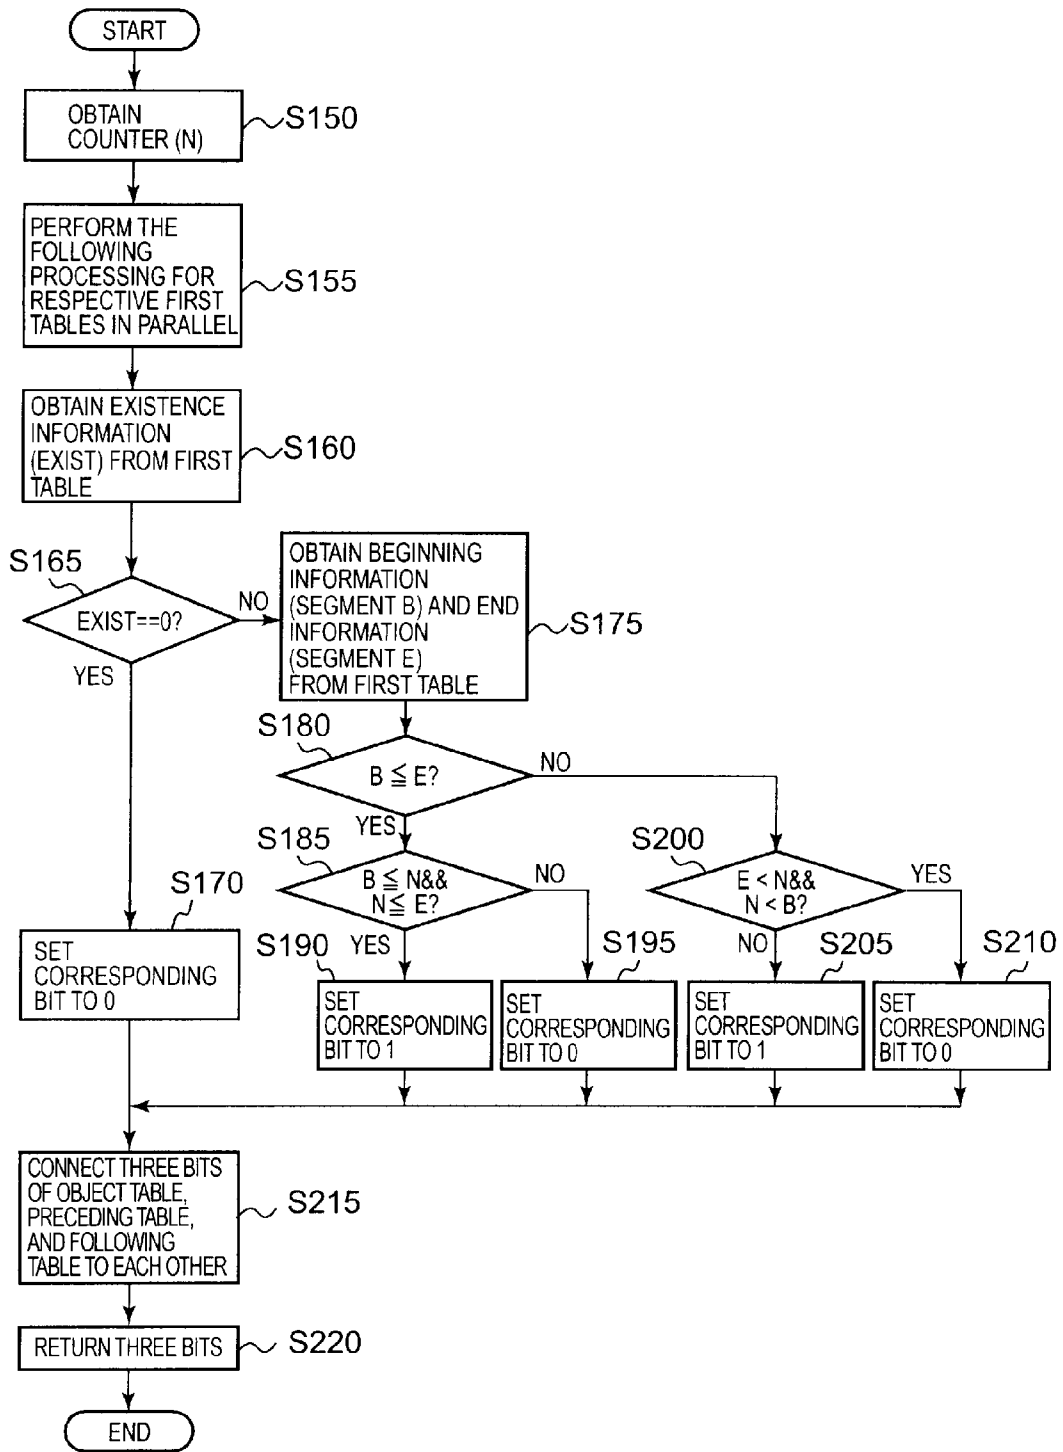 START
OBTAIN
COUNTER (N)
S150
PERFORM THE
FOLLOWING
PROCESSING FOR
RESPECTIVE FIRST
TABLES IN PARALLEL
S155
OBTAIN EXISTENCE
INFORMATION
(EXIST) FROM FIRST
TABLE
S160
S165
EXIST==0?
NO
YES
OBTAIN BEGINNING
INFORMATION
(SEGMENT B) AND END
INFORMATION
(SEGMENT E)
FROM FIRST TABLE
S175
S180
B ≦ E?
NO
YES
S185
B ≦ N&&
N ≦ E?
NO
YES
S200
E < N&&
N < B?
YES
NO
S170
SET
CORRESPONDING
BIT TO 0
S190
SET
CORRESPONDING
BIT TO 1
S195
SET
CORRESPONDING
BIT TO 0
S205
SET
CORRESPONDING
BIT TO 1
S210
SET
CORRESPONDING
BIT TO 0
CONNECT THREE BITS
OF OBJECT TABLE,
PRECEDING TABLE,
AND FOLLOWING
TABLE TO EACH OTHER
S215
RETURN THREE BITS
S220
END